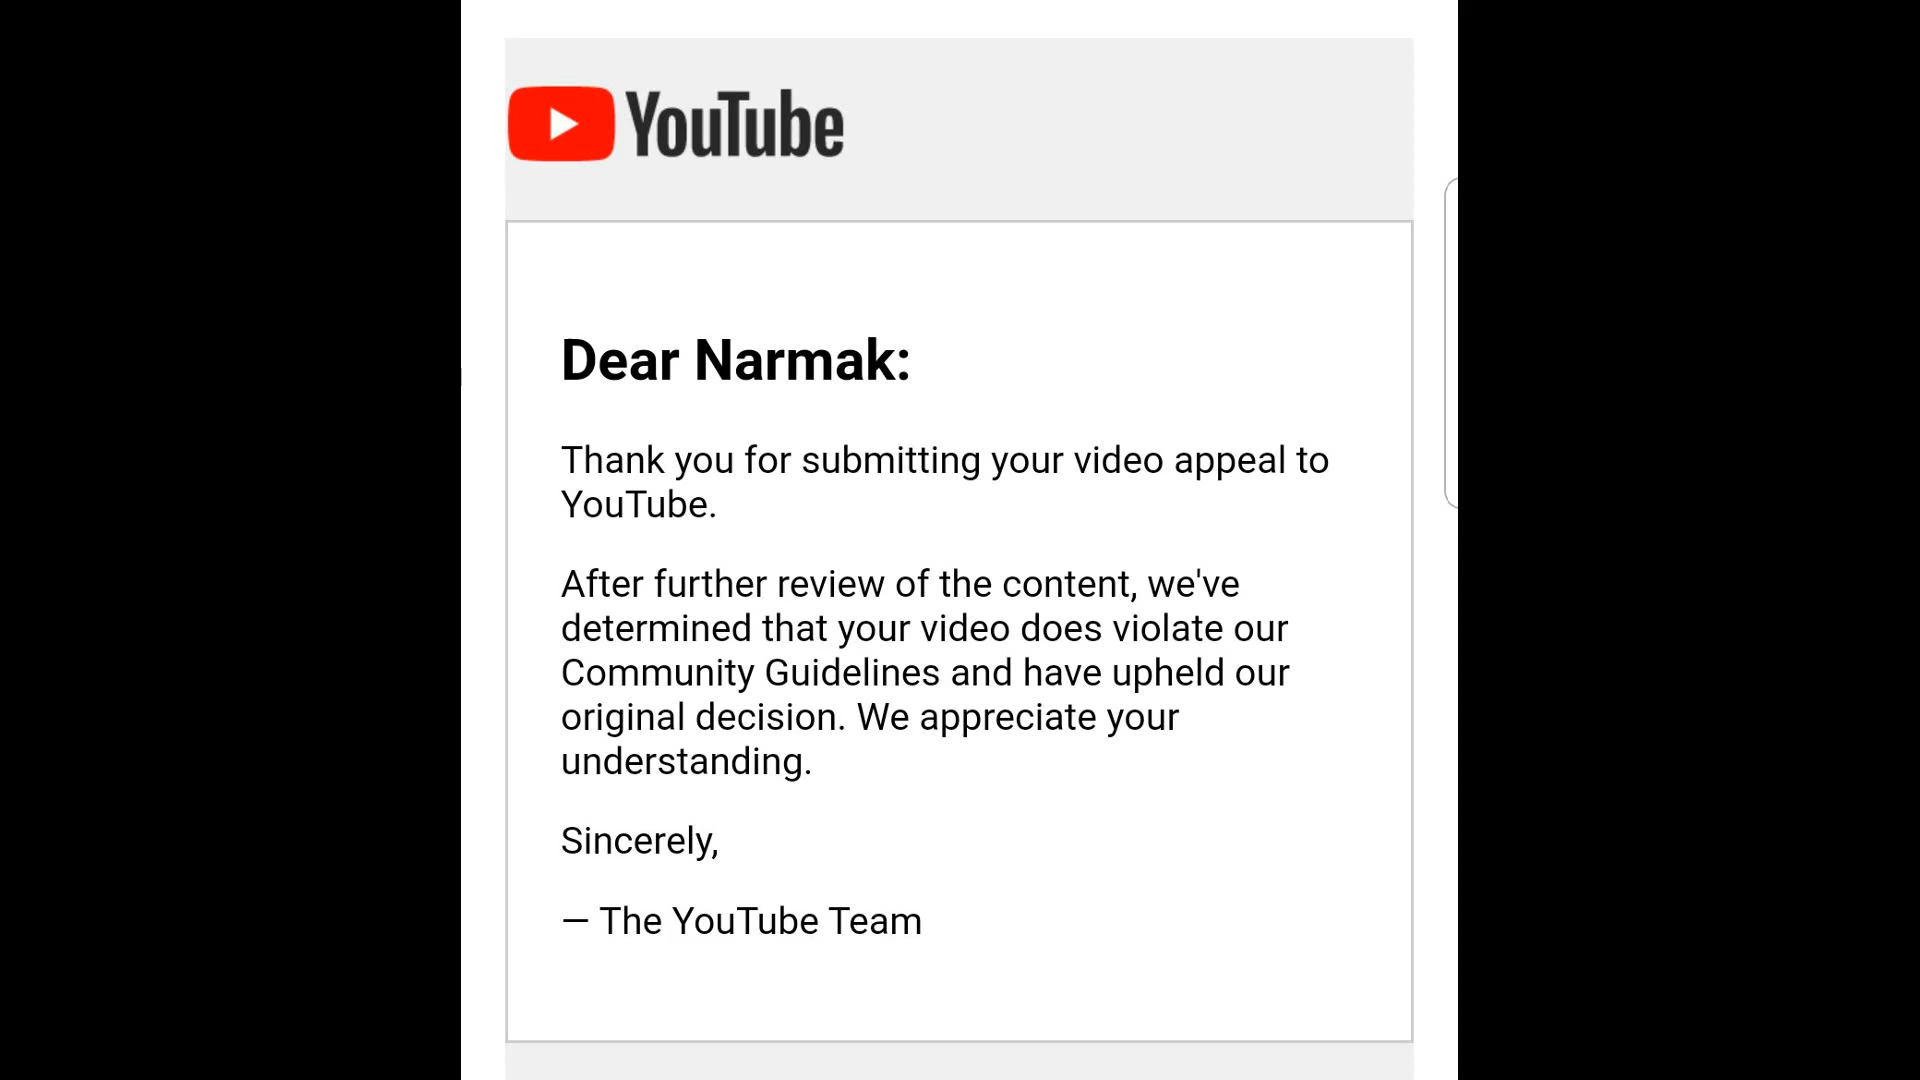 YouTube
Dear Narmak:
Thank you for submitting your video appeal to
YouTube.
After further review of the content, we've
determined that your video does violate our
Community Guidelines and have upheld our
original decision. We appreciate your
understanding.
Sincerely,
— The YouTube Team